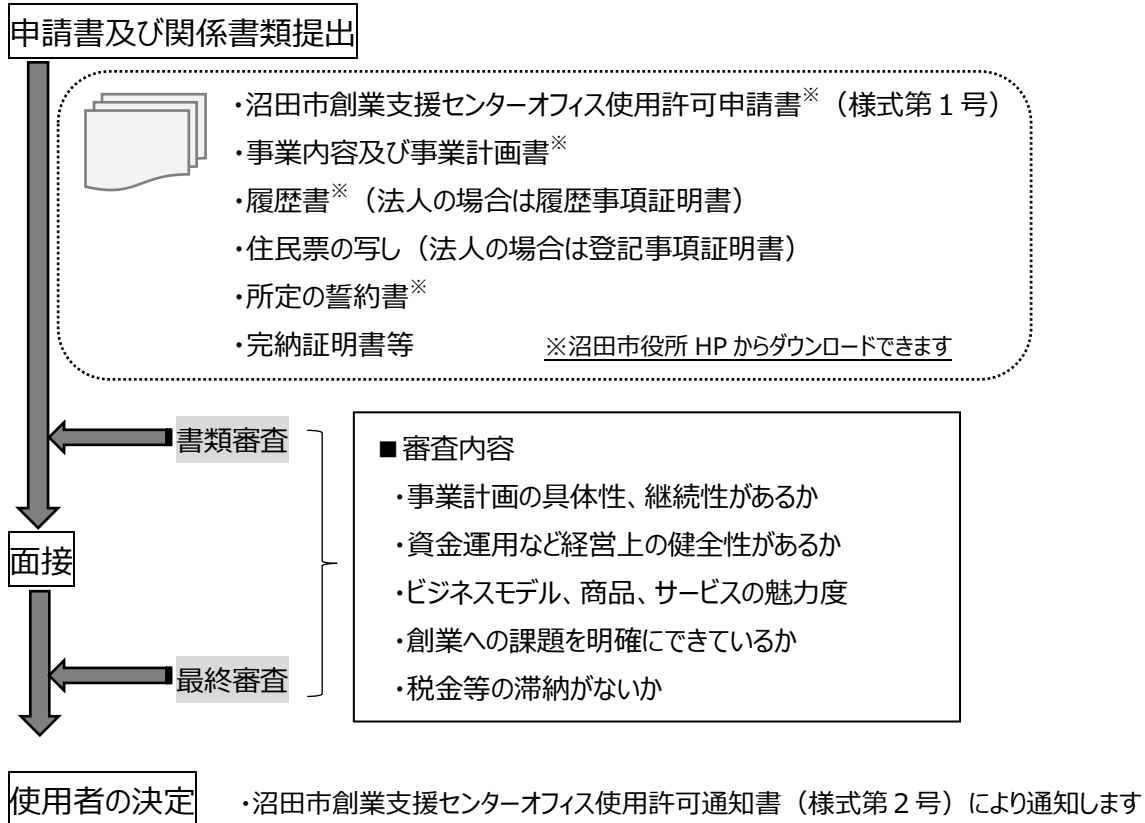 申請書及び関係書類提出
・沼田市創業支援センターオフィス使用許可申請書※（様式第１号）
・事業内容及び事業計画書※
・履歴書※（法人の場合は履歴事項証明書）
・住民票の写し（法人の場合は登記事項証明書）
・所定の誓約書※
・完納証明書等 ※沼田市役所 HP からダウンロードできます
書類審査
■審査内容
・事業計画の具体性、継続性があるか
・資金運用など経営上の健全性があるか
・ビジネスモデル、商品、サービスの魅力度
・創業への課題を明確にできているか
・税金等の滞納がないか
面接
最終審査
使用者の決定 ・沼田市創業支援センターオフィス使用許可通知書（様式第２号）により通知します